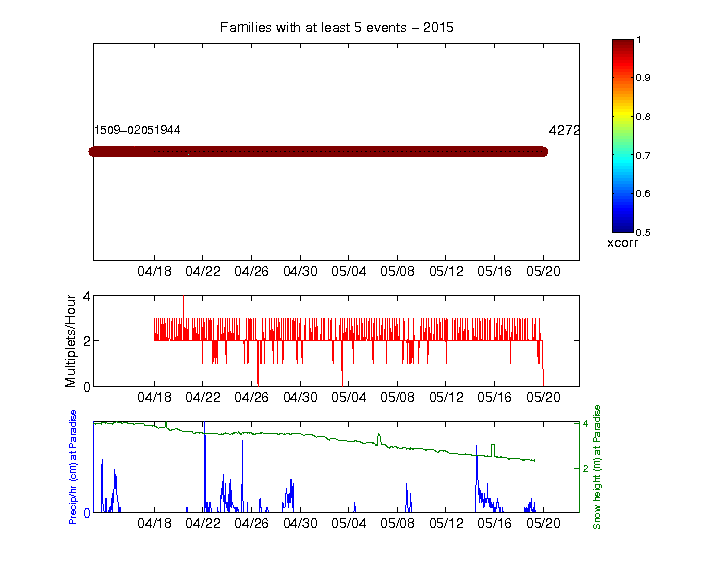 Families with at least 5 events − 2015
1509−02051944
4272
1
0.9
0.8
0.7
0.6
0.5
xcorr
04/18 04/22 04/26 04/30 05/04 05/08 05/12 05/16 05/20
Multiplets/Hour
4
2
0
04/18 04/22 04/26 04/30 05/04 05/08 05/12 05/16 05/20
Precip/hr (cm) at Paradise
0
4
2
Snow height (m) at Paradise
04/18 04/22 04/26 04/30 05/04 05/08 05/12 05/16 05/20